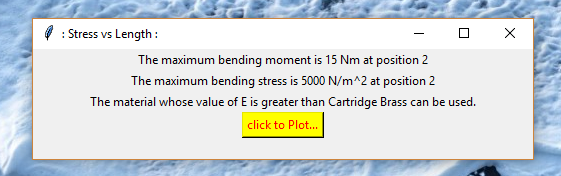 : Stress vs Length :
The maximum bending moment is 15 Nm at position 2
The maximum bending stress is 5000 N/m^2 at position 2
The material whose value of E is greater than Cartridge Brass can be used.
click to Plot...